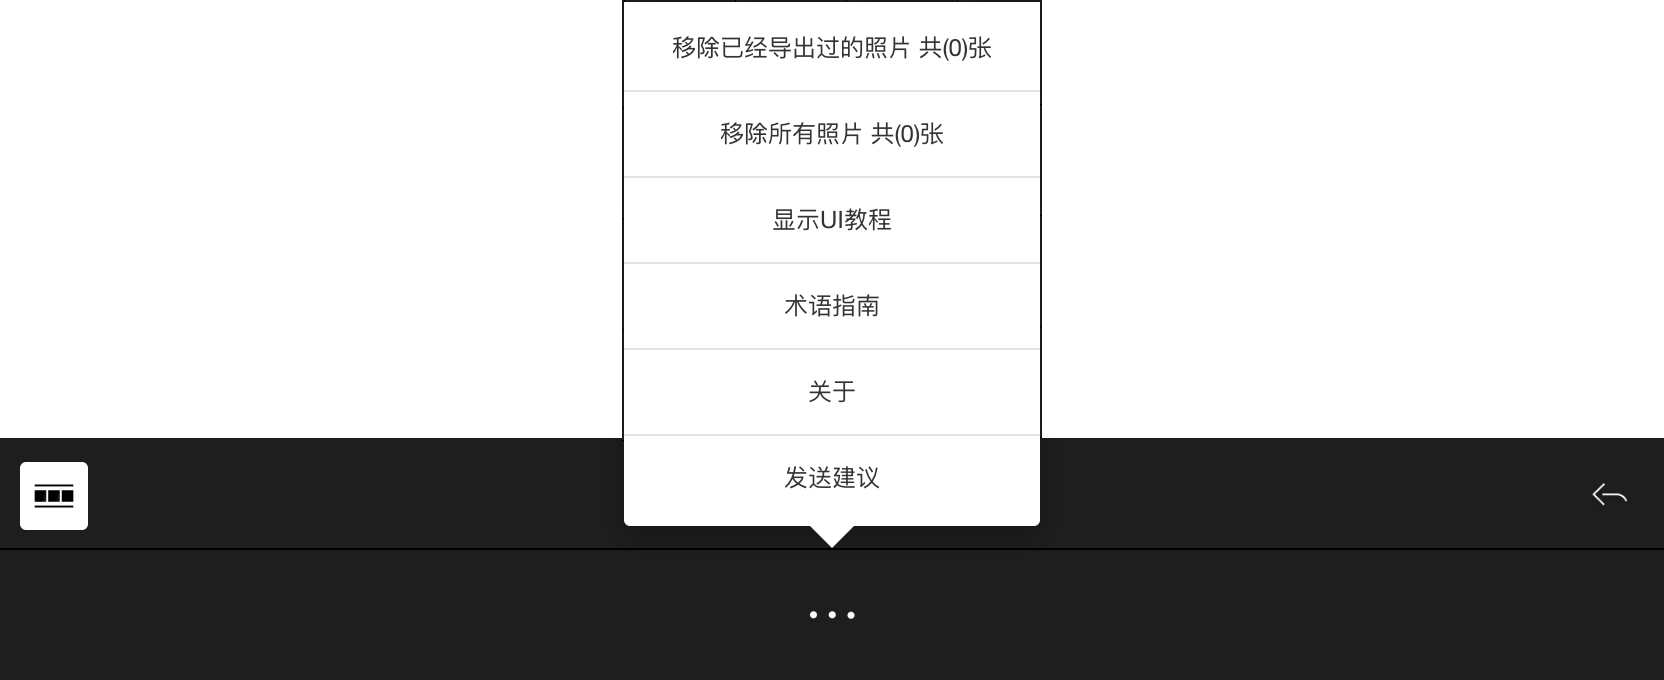 移除已经导出过的照片 共(0)张
移除所有照片 共(0)张
显示UI教程
术语指南
关于
发送建议